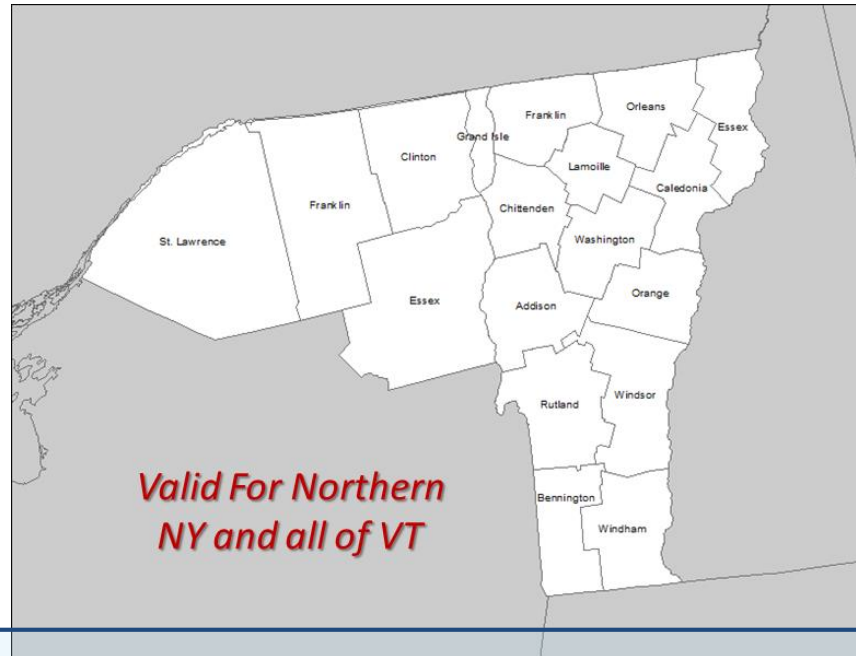 Franklin
Orleans
Essex
Grand Isle
Clinton
Lamoille
Caledonia
Franklin
Chittenden
St. Lawrence
Washington
Essex
Addison
Orange
Rutland
Windsor
Valid For Northern
NY and all of VT
Bennington
Windham